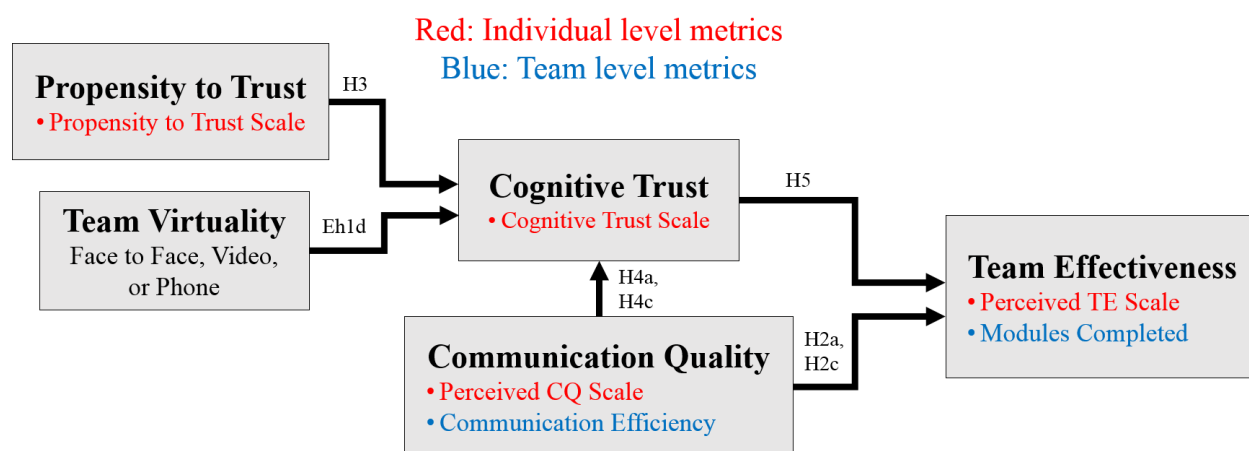 Red: Individual level metrics
Blue: Team level metrics
Propensity to Trust
• Propensity to Trust Scale
H3
Team Virtuality
Face to Face, Video,
or Phone
Eh1d
Cognitive Trust
• Cognitive Trust Scale
H5
H4a,
H4c
Communication Quality
• Perceived CQ Scale
• Communication Efficiency
H2a,
H2c
Team Effectiveness
• Perceived TE Scale
• Modules Completed